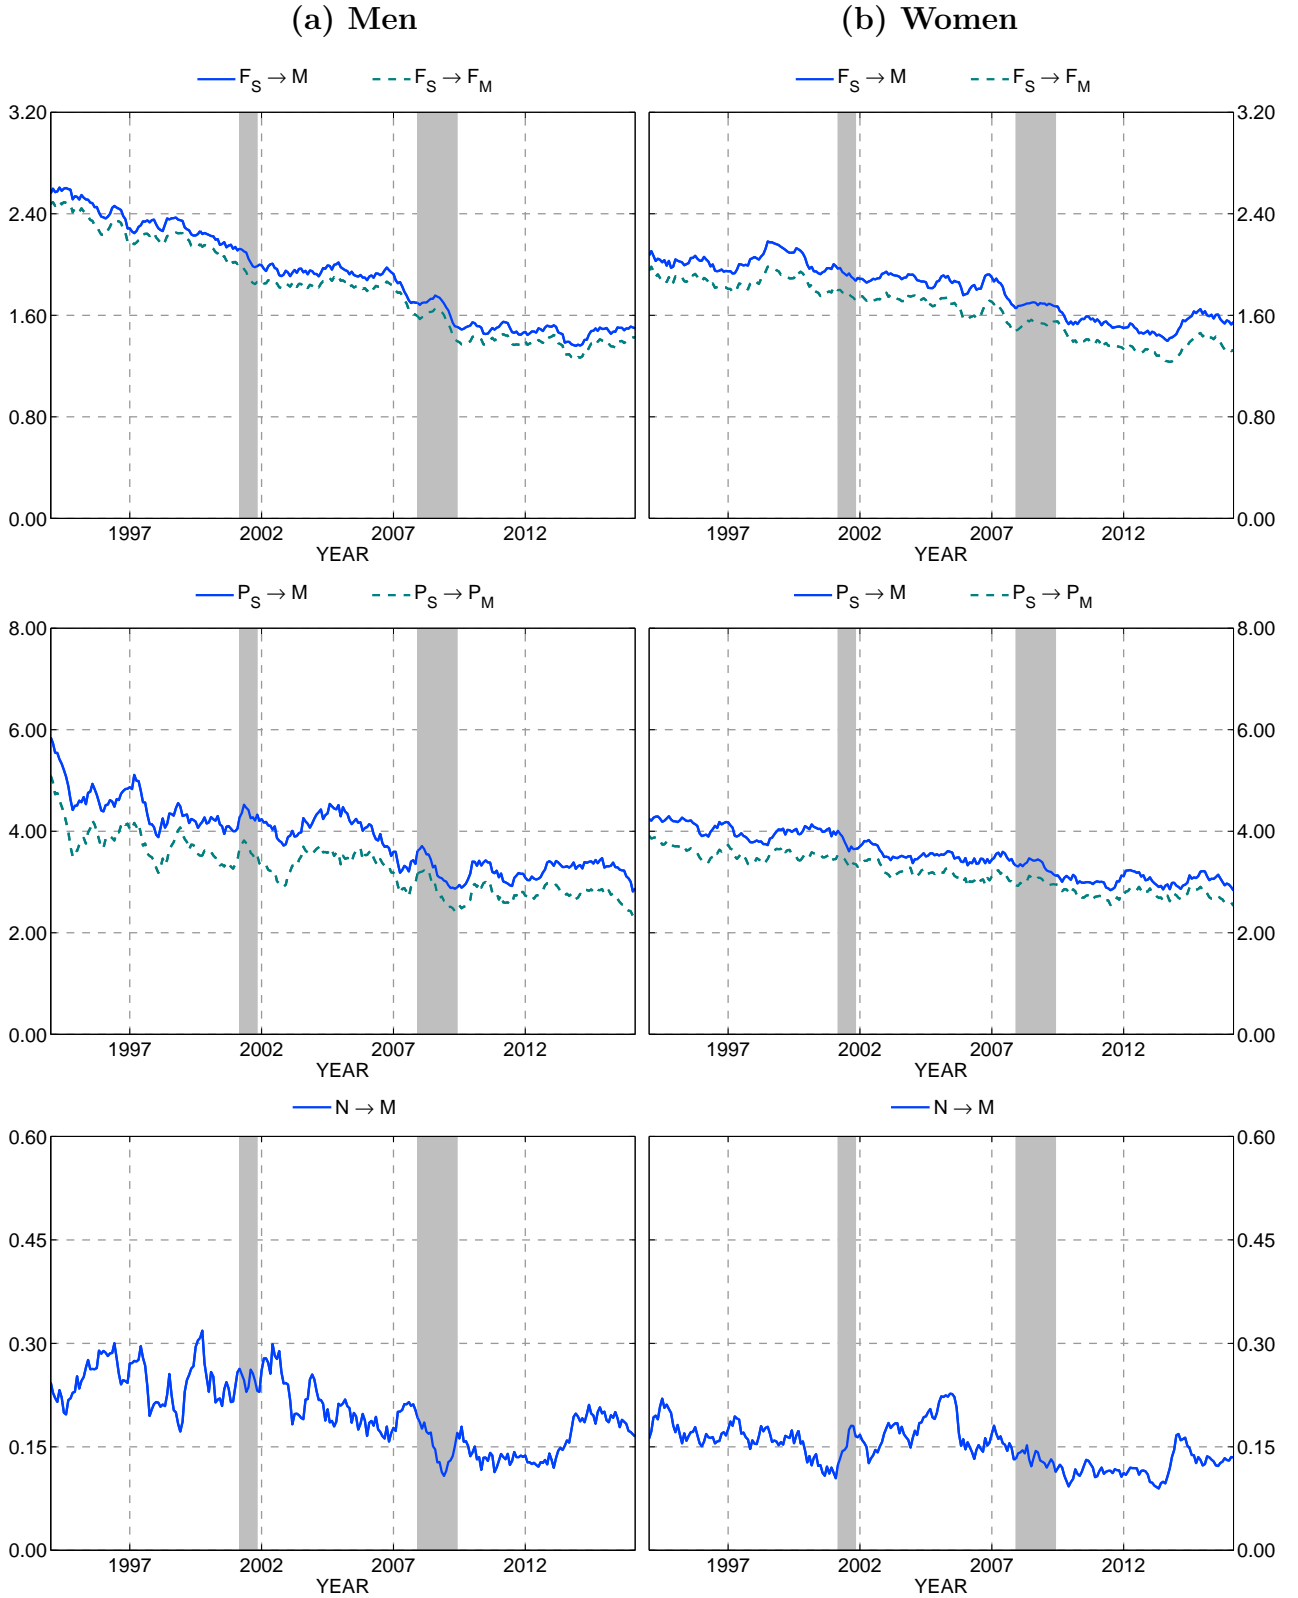 (a) Men (b) Women
F_S → M F_S → F_M F_S → M F_S → F_M
3.20 3.20
2.40 2.40
1.60 1.60
0.80 0.80
0.00 0.00
1997 2002 2007 2012 1997 2002 2007 2012
YEAR YEAR
P_S → M P_S → P_M P_S → M P_S → P_M
8.00 8.00
6.00 6.00
4.00 4.00
2.00 2.00
0.00 0.00
1997 2002 2007 2012 1997 2002 2007 2012
YEAR YEAR
N → M N → M
0.60 0.60
0.45 0.45
0.30 0.30
0.15 0.15
0.00 0.00
1997 2002 2007 2012 1997 2002 2007 2012
YEAR YEAR